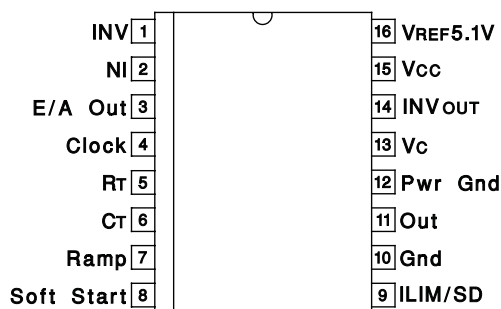 INV 1 16 VREF5.1V
NI 2 15 VCC
E/A Out 3 14 INVOUT
Clock 4 13 VC
RT 5 12 Pwr Gnd
CT 6 11 Out
Ramp 7 10 Gnd
Soft Start 8 9 ILIM/SD